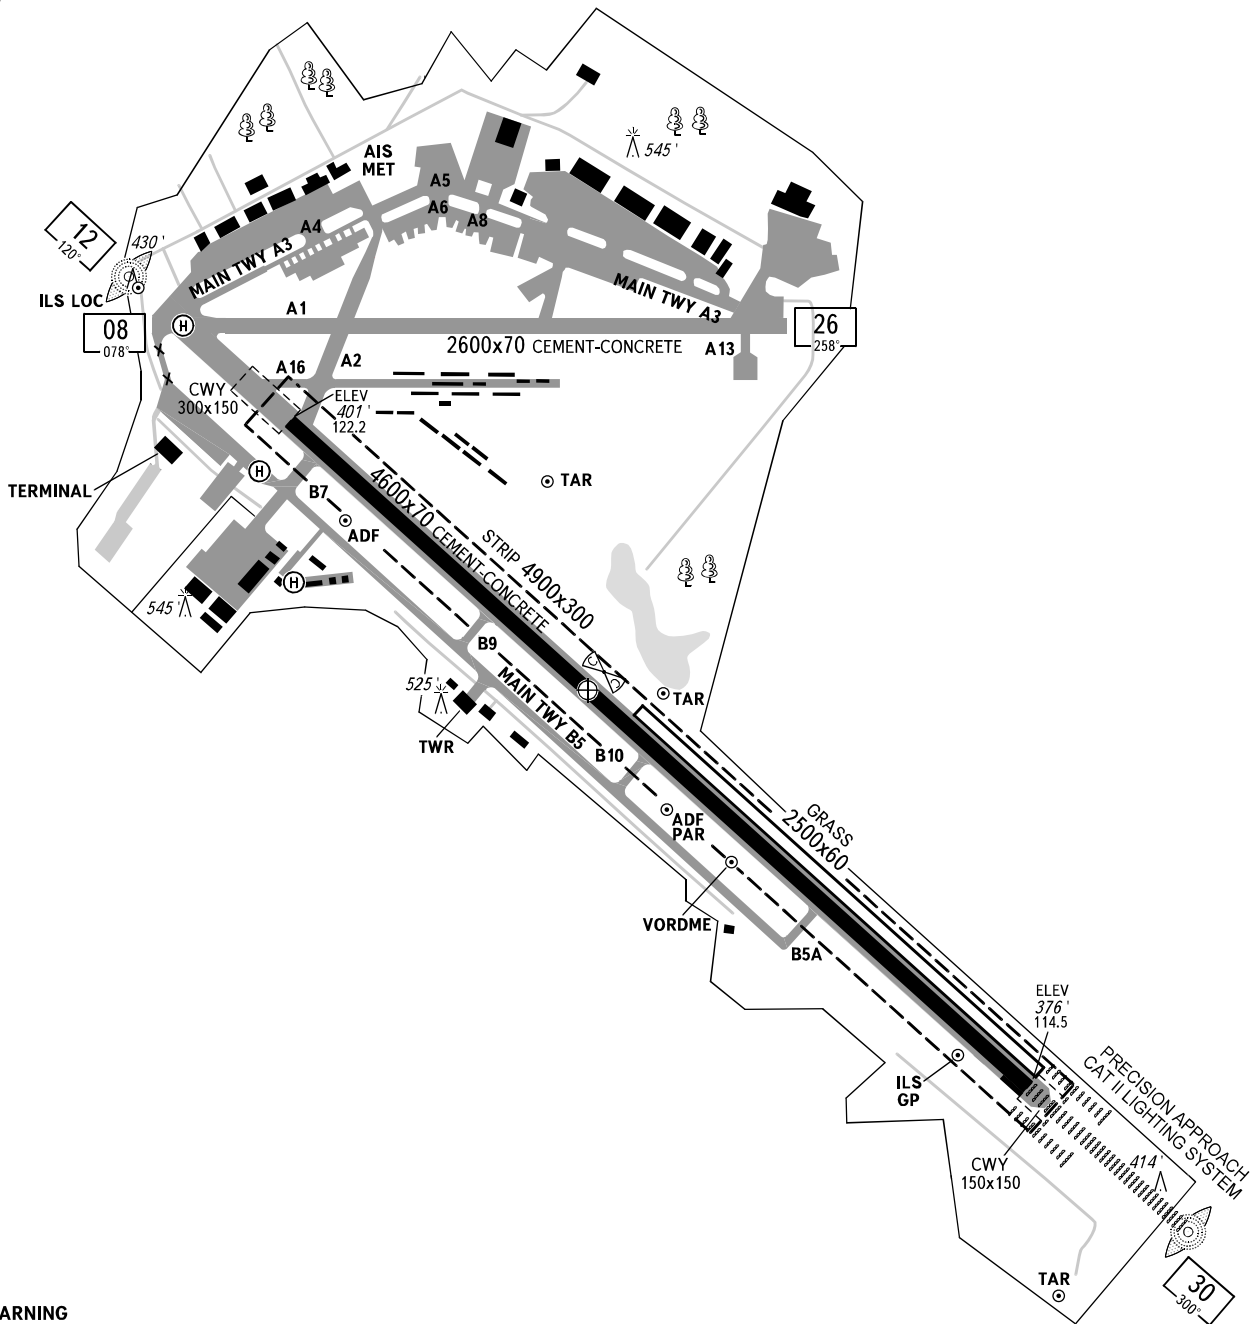 AIS
MET
545'
A5
A6
A8
A4
12
120°
430'
MAIN TWY A3
MAIN TWY A3
ILS LOC
08
078°
H
A1
26
258°
2600x70 CEMENT-CONCRETE
A13
A2
A16
CWY
300x150
ELEV
401'
122.2
TERMINAL
H
TAR
B7
ADF
4600x70 CEMENT-CONCRETE
STRIP 4900x300
H
545'
B9
525'
MAIN TWY B5
TAR
TWR
B10
ADF
PAR
GRASS
2500x60
VORDME
B5A
ELEV
376'
114.5
ILS
GP
PRECISION APPROACH
CAT II LIGHTING SYSTEM
CWY
150x150
414'
TAR
30
300°
ARNING